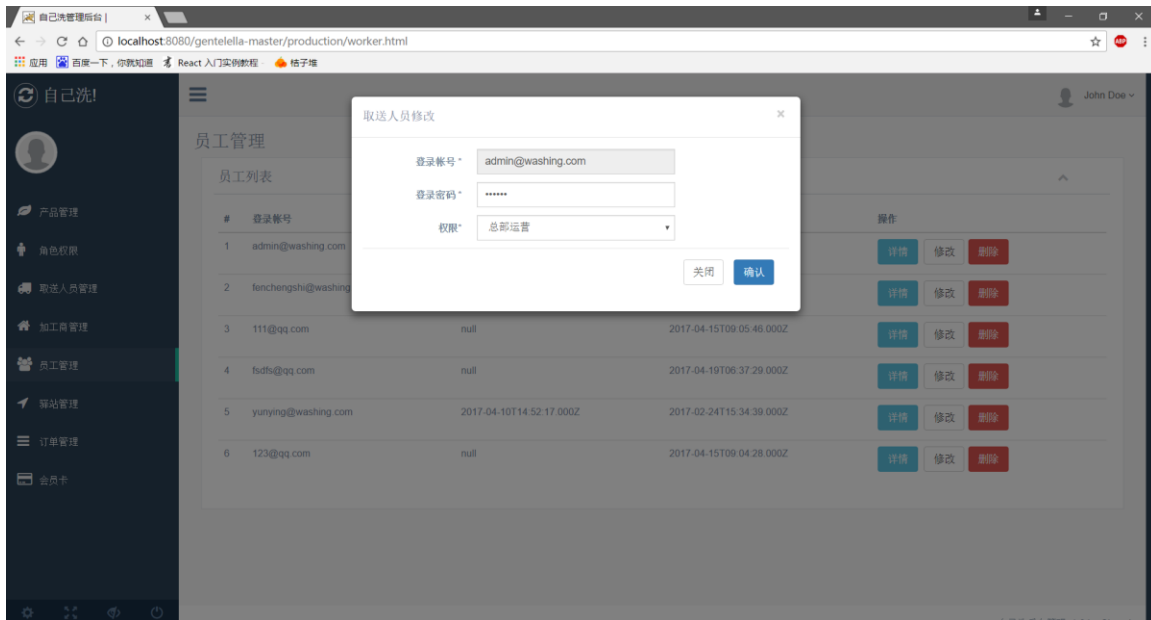 自己洗管理后台 |
localhost:8080/gentelella-master/production/worker.html
应用 百度一下，你就知道 React 入门实例教程 · 桔子堆
ABP
自己洗!
John Doe
产品管理
角色权限
取送人员管理
加工商管理
员工管理
驿站管理
订单管理
会员卡
员工管理
员工列表
# 登录帐号 操作
1 admin@washing.com 详情 修改 删除
2 fenchengshi@washing 详情 修改 删除
3 111@qq.com null 2017-04-15T09:05:46.000Z 详情 修改 删除
4 fsdfs@qq.com null 2017-04-19T06:37:29.000Z 详情 修改 删除
5 yunying@washing.com 2017-04-10T14:52:17.000Z 2017-02-24T15:34:39.000Z 详情 修改 删除
6 123@qq.com null 2017-04-15T09:04:28.000Z 详情 修改 删除
取送人员修改 ×
登录帐号 * admin@washing.com
登录密码 * ••••••
权限* 总部运营
关闭 确认